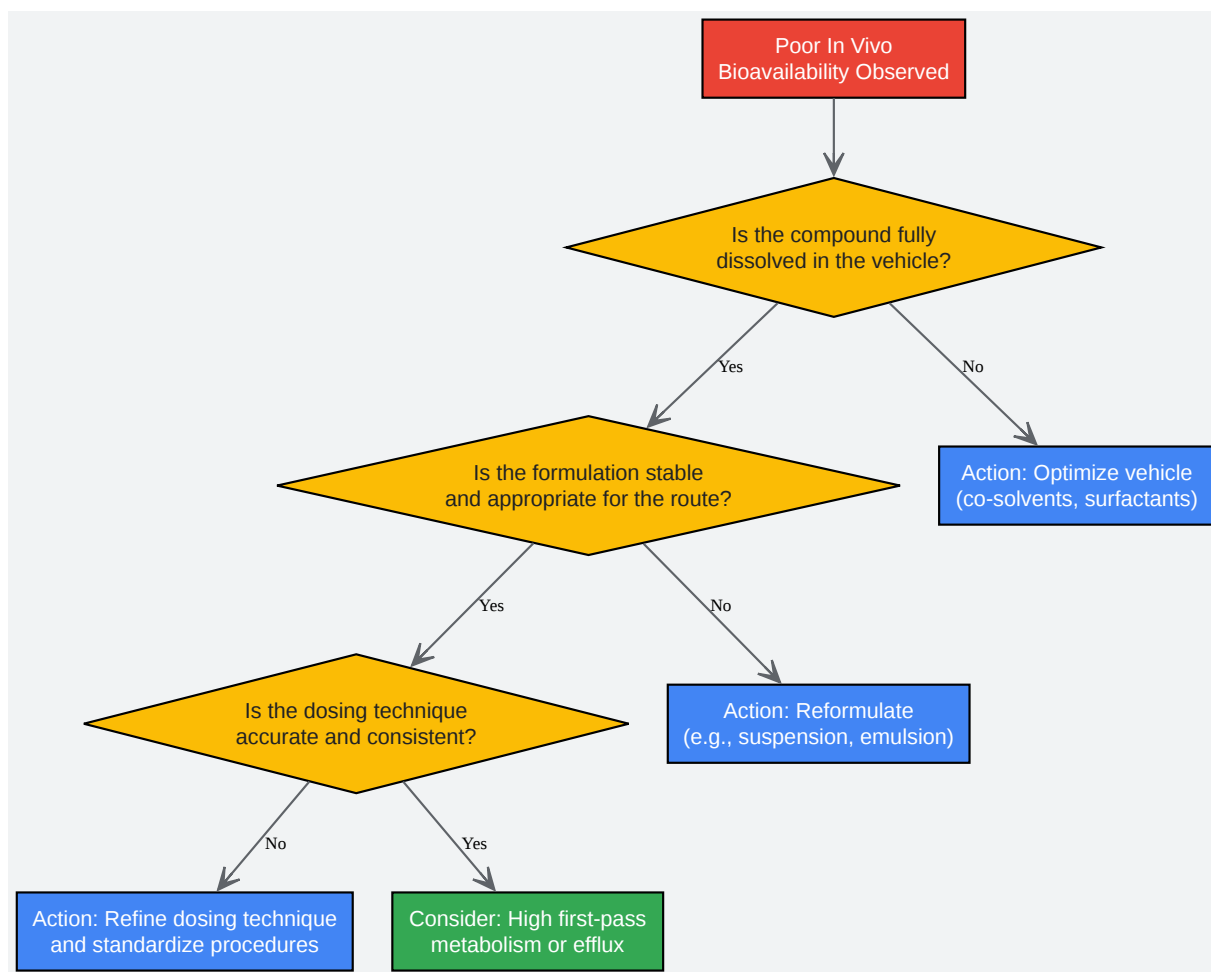 Poor In Vivo
Bioavailability Observed
Is the compound fully
dissolved in the vehicle?
Yes
No
Is the formulation stable
and appropriate for the route?
Action: Optimize vehicle
(co-solvents, surfactants)
Yes
No
Is the dosing technique
accurate and consistent?
Action: Reformulate
(e.g., suspension, emulsion)
No
Yes
Action: Refine dosing technique
and standardize procedures
Consider: High first-pass
metabolism or efflux